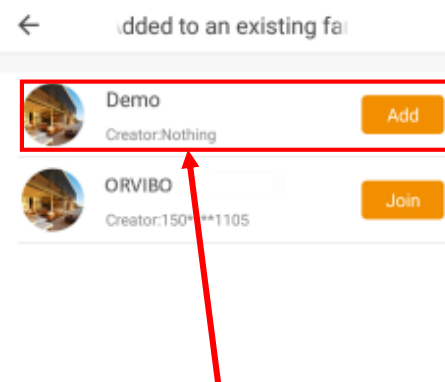 dded to an existing fa
Demo
Creator:Nothing
Add
ORVIBO
Creator:150****1105
Join